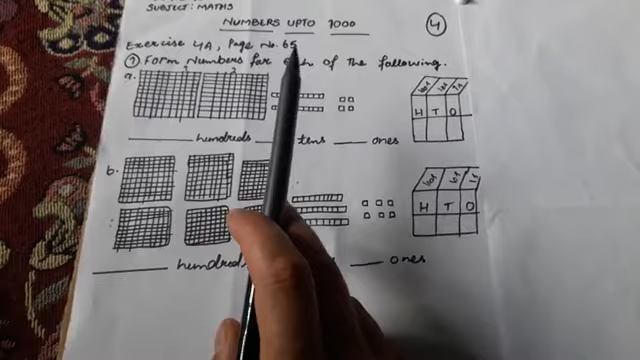 SUBJECT: MATHS
NUMBERS UPTO 1000
4
Exercise 4A, Page No. 65
① Form Numbers for of the following.
a.
H T O
hundreds tens ones
b.
H T O
hundreds ones